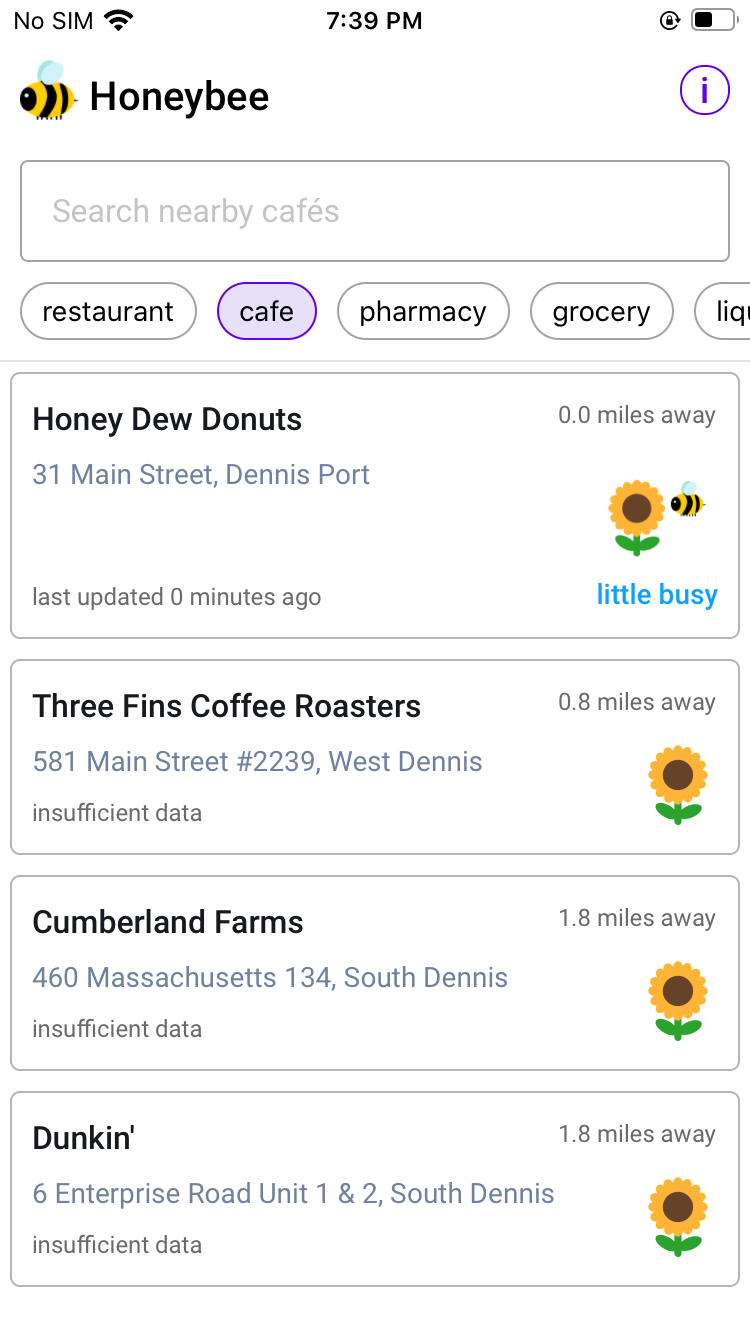 No SIM 7:39 PM
Honeybee
i
Search nearby cafés
restaurant cafe pharmacy grocery liqu
Honey Dew Donuts 0.0 miles away
31 Main Street, Dennis Port
last updated 0 minutes ago little busy
Three Fins Coffee Roasters 0.8 miles away
581 Main Street #2239, West Dennis
insufficient data
Cumberland Farms 1.8 miles away
460 Massachusetts 134, South Dennis
insufficient data
Dunkin' 1.8 miles away
6 Enterprise Road Unit 1 & 2, South Dennis
insufficient data